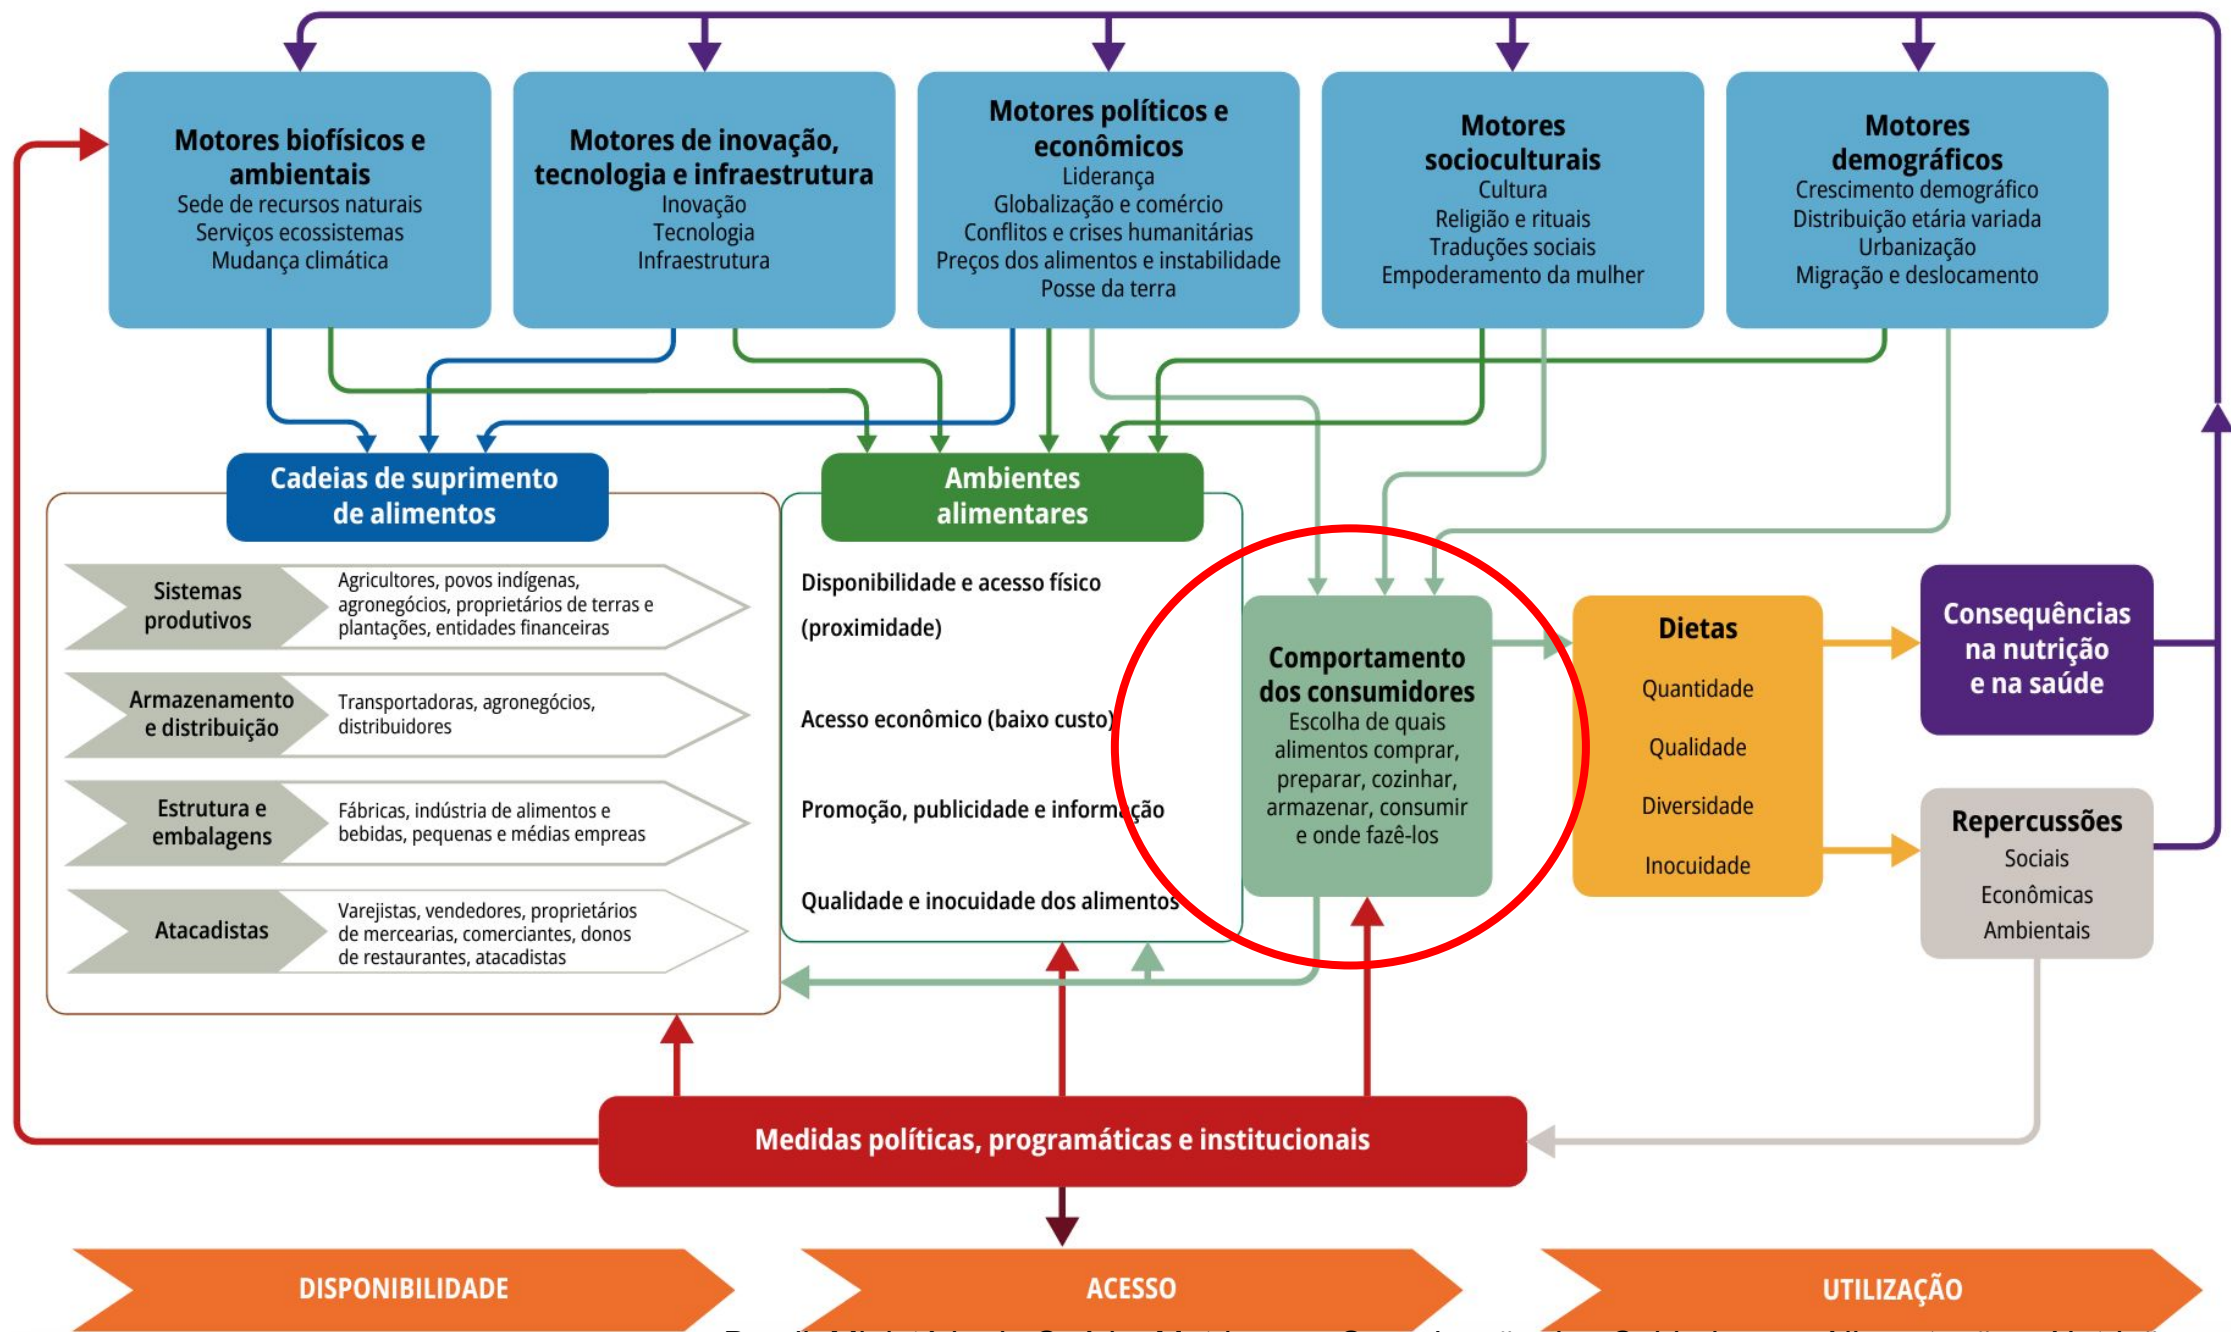 Motores biofísicos e
ambientais
Sede de recursos naturais
Serviços ecossistemas
Mudança climática
Motores de inovação,
tecnologia e infraestrutura
Inovação
Tecnologia
Infraestrutura
Motores políticos e
econômicos
Liderança
Globalização e comércio
Conflitos e crises humanitárias
Preços dos alimentos e instabilidade
Posse da terra
Motores
socioculturais
Cultura
Religião e rituais
Traduções sociais
Empoderamento da mulher
Motores
demográficos
Crescimento demográfico
Distribuição etária variada
Urbanização
Migração e deslocamento
Cadeias de suprimento
de alimentos
Sistemas
produtivos
Agricultores, povos indígenas,
agronegócios, proprietários de terras e
plantações, entidades financeiras
Armazenamento
e distribuição
Transportadoras, agronegócios,
distribuidores
Estrutura e
embalagens
Fábricas, indústria de alimentos e
bebidas, pequenas e médias empreas
Atacadistas
Varejistas, vendedores, proprietários
de mercearias, comerciantes, donos
de restaurantes, atacadistas
Ambientes
alimentares
Disponibilidade e acesso físico
(proximidade)
Acesso econômico (baixo custo)
Promoção, publicidade e informação
Qualidade e inocuidade dos alimentos
Comportamento
dos consumidores
Escolha de quais
alimentos comprar,
preparar, cozinhar,
armazenar, consumir
e onde fazê-los
Dietas
Quantidade
Qualidade
Diversidade
Inocuidade
Consequências
na nutrição
e na saúde
Repercussões
Sociais
Econômicas
Ambientais
Medidas políticas, programáticas e institucionais
DISPONIBILIDADE
ACESSO
UTILIZAÇÃO